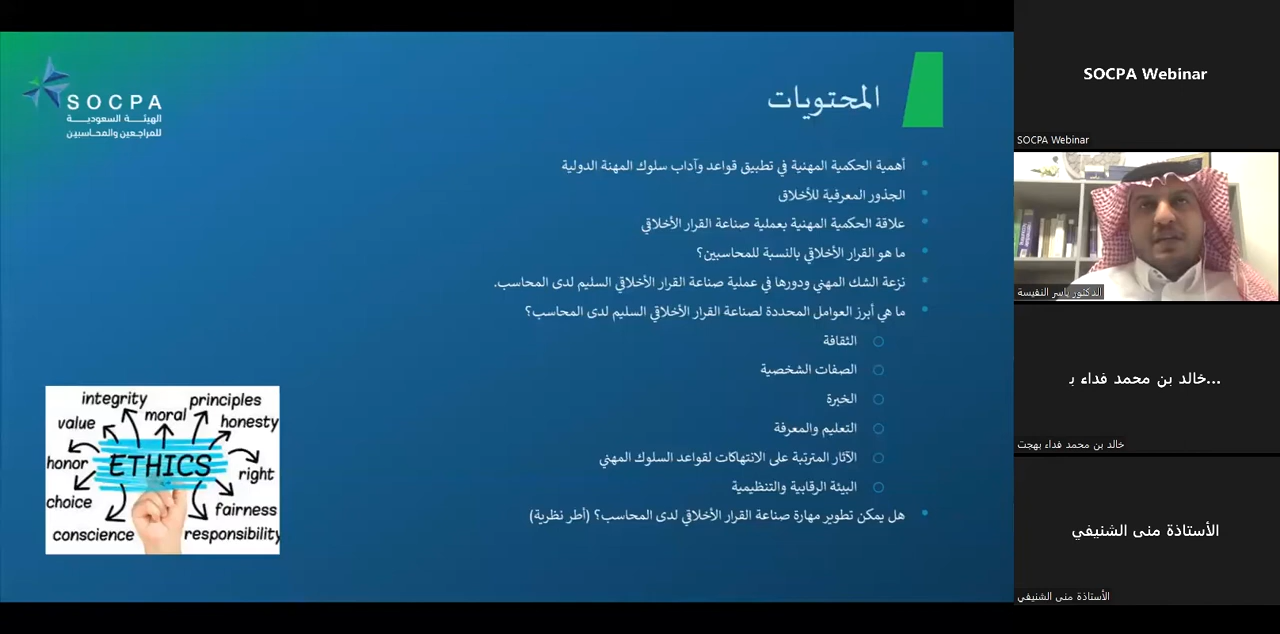 SOCPA
الهيئة السعودية
للمراجعين والمحاسبين
المحتويات
أهمية الحكمية المهنية في تطبيق قواعد وآداب سلوك المهنة الدولية
الجذور المعرفية للأخلاق
علاقة الحكمية المهنية بعملية صناعة القرار الأخلاقي
ما هو القرار الأخلاقي بالنسبة للمحاسبين؟
نزعة الشك المهني ودورها في عملية صناعة القرار الأخلاقي السليم لدى المحاسب.
ما هي أبرز العوامل المحددة لصناعة القرار الأخلاقي السليم لدى المحاسب؟
الثقافة
الصفات الشخصية
الخبرة
التعليم والمعرفة
الآثار المترتبة على الانتهاكات لقواعد السلوك المهني
البيئة الرقابية والتنظيمية
هل يمكن تطوير مهارة صناعة القرار الأخلاقي لدى المحاسب؟ (أطر نظرية)
integrity
principles
value
moral
honesty
honor
ETHICS
right
choice
fairness
conscience
responsibility
SOCPA Webinar
SOCPA Webinar
الدكتور ياسر النفيسة
خالد بن محمد فداء ب...
خالد بن محمد فداء بهجت
الأستاذة منى الشنيفي
الأستاذة منى الشنيفي